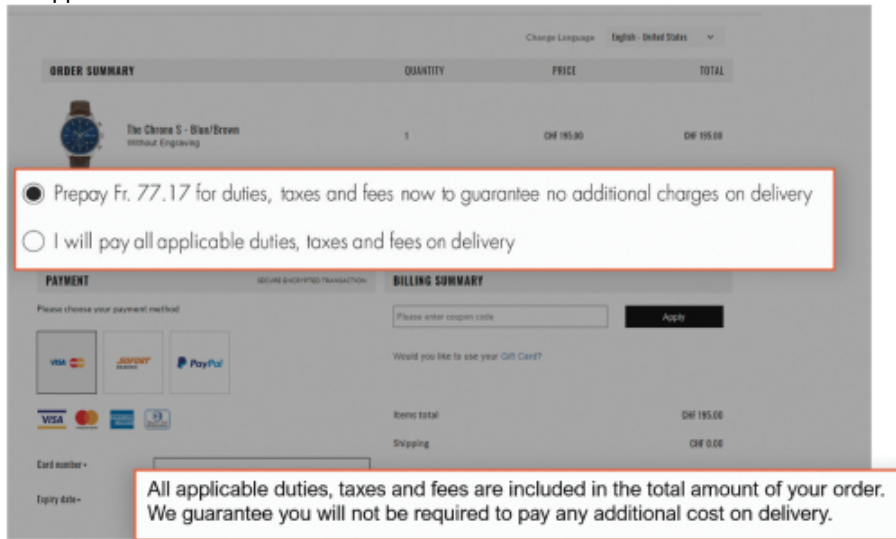 Change Language English - United States
ORDER SUMMARY QUANTITY PRICE TOTAL
The Chrono S - Blue/Brown
Without Engraving
1 CHF 195.00 CHF 195.00
Prepay Fr. 77.17 for duties, taxes and fees now to guarantee no additional charges on delivery
I will pay all applicable duties, taxes and fees on delivery
PAYMENT SECURE ENCRYPTED TRANSACTION
Please choose your payment method
VISA SOFORT PayPal
VISA
Card number*
Expiry date*
BILLING SUMMARY
Please enter coupon code Apply
Would you like to use your Gift Card?
Items total CHF 195.00
Shipping CHF 0.00
All applicable duties, taxes and fees are included in the total amount of your order.
We guarantee you will not be required to pay any additional cost on delivery.